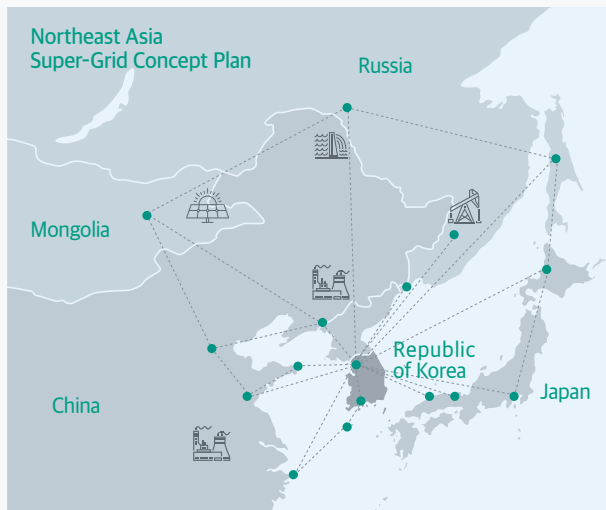 Northeast Asia
Super-Grid Concept Plan
Russia
Mongolia
Republic
of Korea
Japan
China